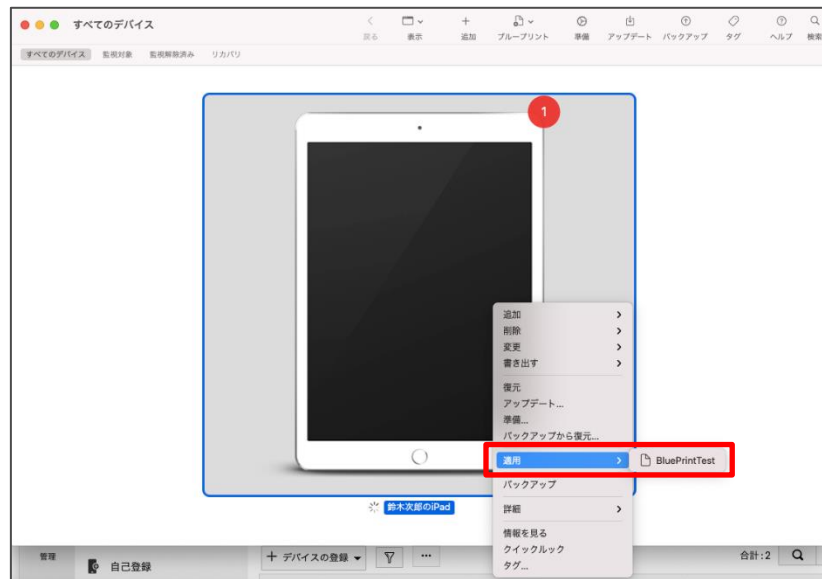 すべてのデバイス
戻る 表示 追加 ブループリント 準備 アップデート バックアップ タグ ヘルプ 検索
すべてのデバイス 監視対象 監視解除済み リカバリ
1
追加
削除
変更
書き出す
復元
アップデート...
準備...
バックアップから復元...
適用 BluePrintTest
バックアップ
鈴木次郎のiPad
詳細
情報を見る
クイックルック
タグ...
管理 自己登録 + デバイスの登録 ... 合計:2